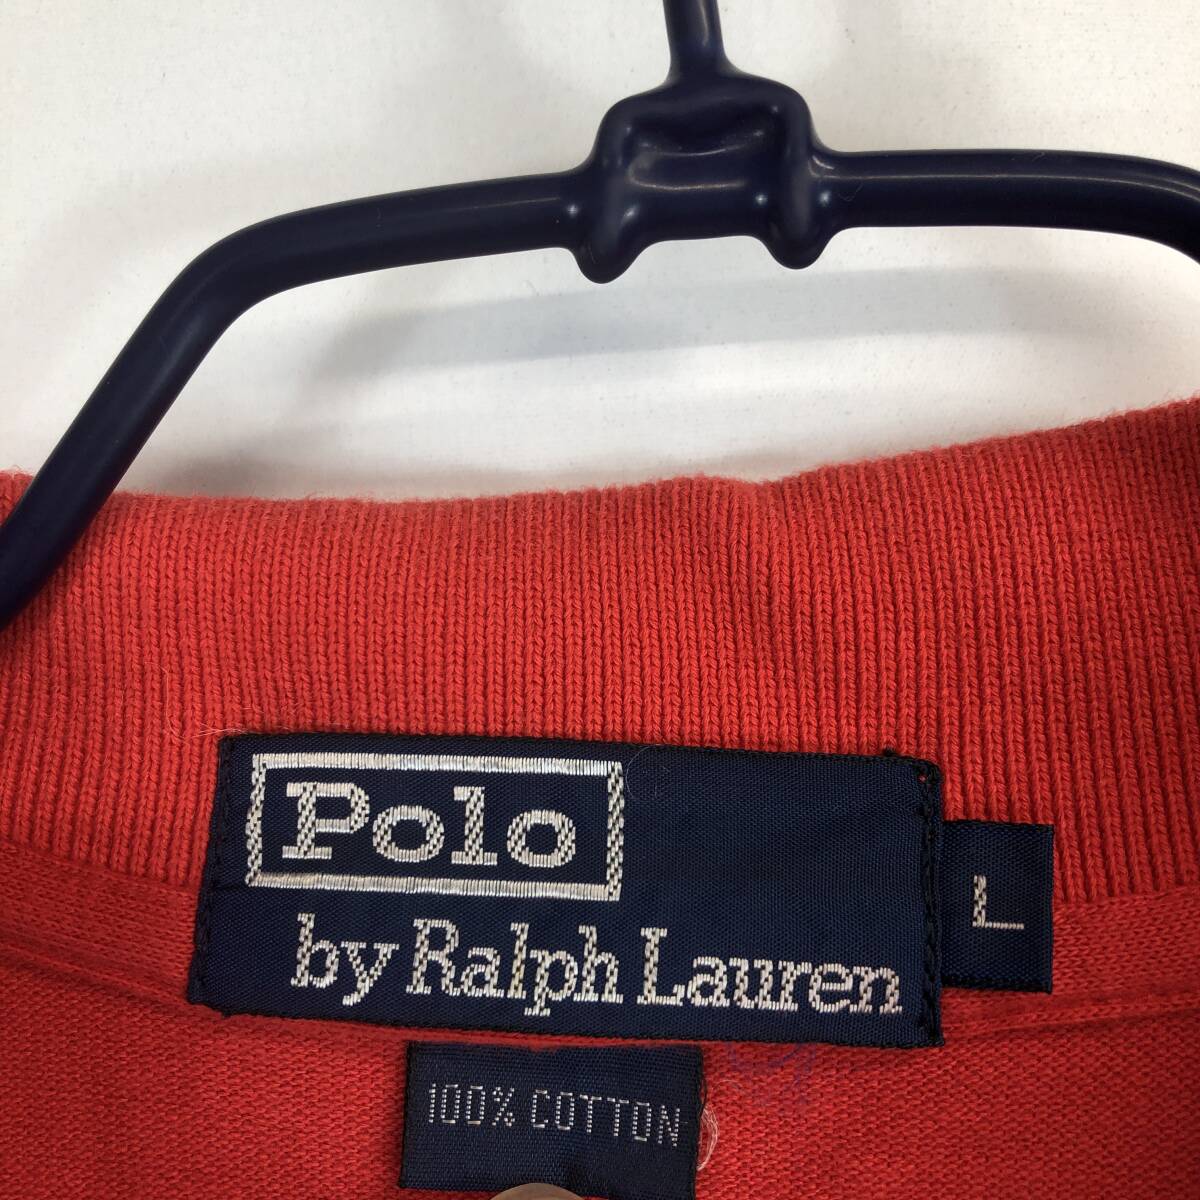 Polo
by Ralph Lauren
L
100% COTTON